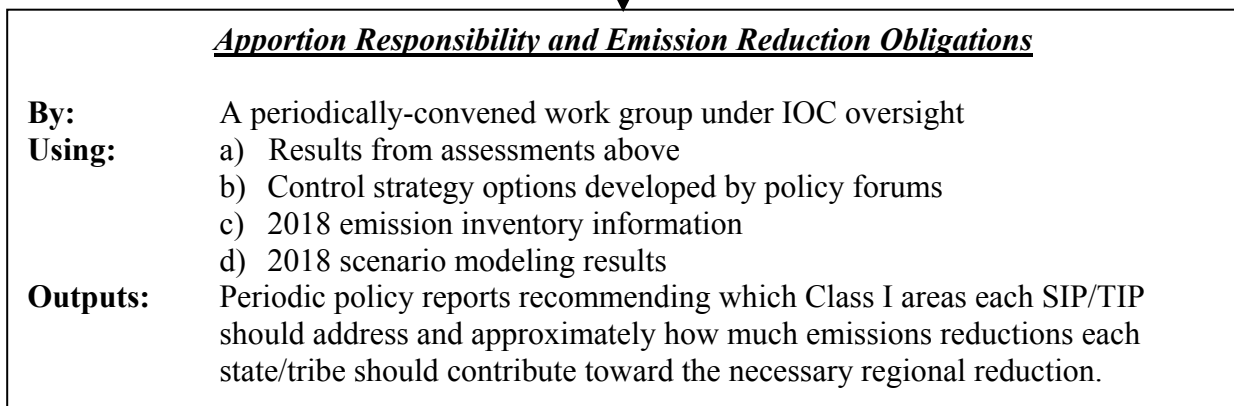 Apportion Responsibility and Emission Reduction Obligations
By: A periodically-convened work group under IOC oversight
Using: a) Results from assessments above
b) Control strategy options developed by policy forums
c) 2018 emission inventory information
d) 2018 scenario modeling results
Outputs: Periodic policy reports recommending which Class I areas each SIP/TIP
should address and approximately how much emissions reductions each
state/tribe should contribute toward the necessary regional reduction.